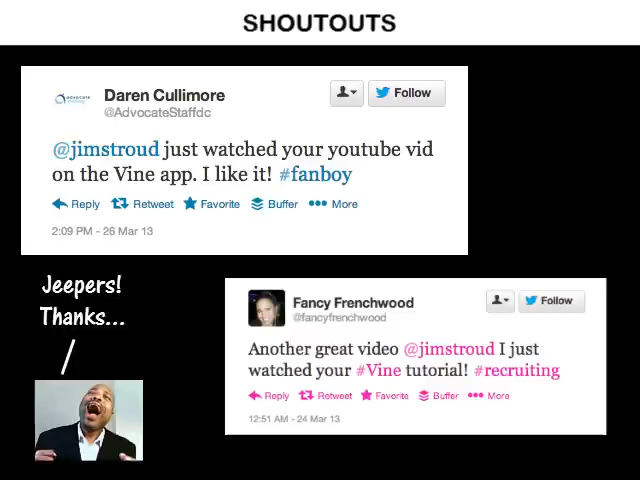 SHOUTOUTS
Daren Cullimore
@AdvocateStaffdc
Follow
@jimstroud just watched your youtube vid
on the Vine app. I like it! #fanboy
Reply Retweet Favorite Buffer More
2:09 PM - 26 Mar 13
Jeepers!
Thanks...
Fancy Frenchwood
@fancyfrenchwood
Follow
Another great video @jimstroud I just
watched your #Vine tutorial! #recruiting
Reply Retweet Favorite Buffer More
12:51 AM - 24 Mar 13